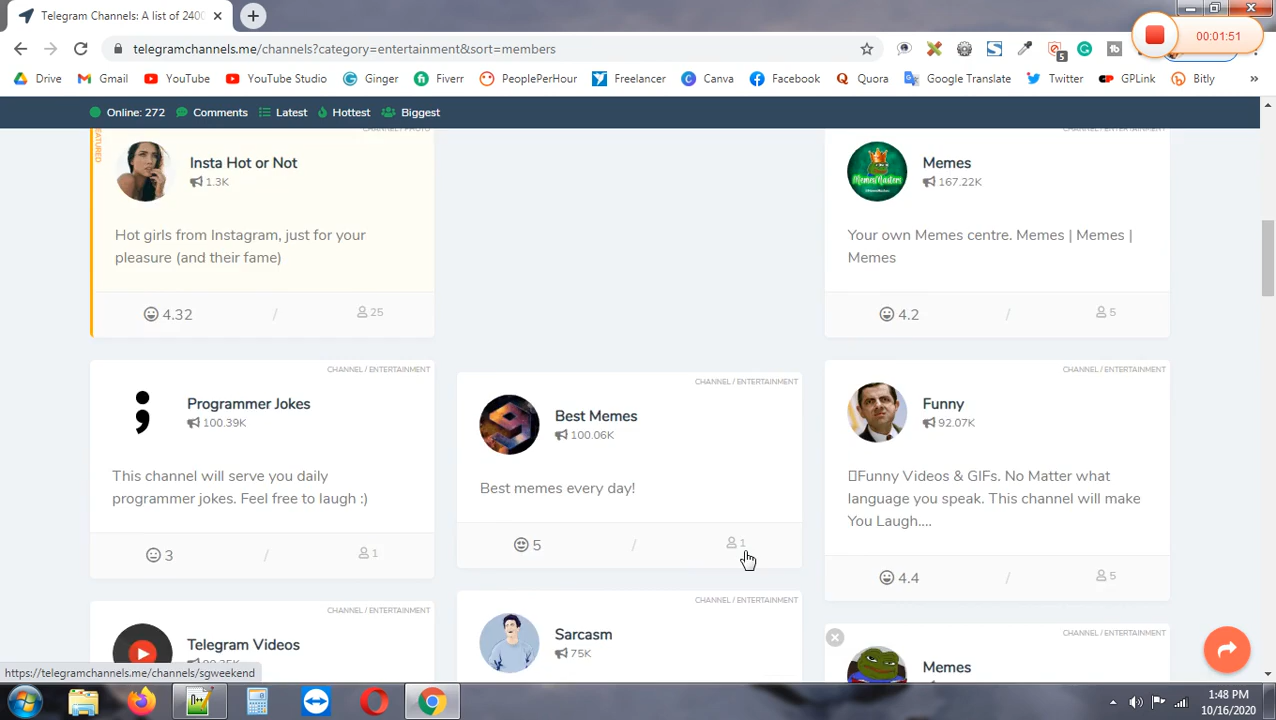 Telegram Channels: A list of 2400
00:01:51
telegramchannels.me/channels?category=entertainment&sort=members
5
Drive
Gmail
YouTube
YouTube Studio
Ginger
Fiverr
PeoplePerHour
Freelancer
Canva
Facebook
Quora
Google Translate
Twitter
GPLink
Bitly
»
Online: 272
Comments
Latest
Hottest
Biggest
FEATURED
CHANNEL / PHOTO
Insta Hot or Not
1.3K
Hot girls from Instagram, just for your
pleasure (and their fame)
4.32
/
25
CHANNEL / ENTERTAINMENT
Memes
167.22K
Your own Memes centre. Memes | Memes |
Memes
4.2
/
5
CHANNEL / ENTERTAINMENT
Programmer Jokes
100.39K
This channel will serve you daily
programmer jokes. Feel free to laugh :)
3
/
1
CHANNEL / ENTERTAINMENT
Best Memes
100.06K
Best memes every day!
5
/
1
CHANNEL / ENTERTAINMENT
Funny
92.07K
Funny Videos & GIFs. No Matter what
language you speak. This channel will make
You Laugh....
4.4
/
5
CHANNEL / ENTERTAINMENT
Telegram Videos
CHANNEL / ENTERTAINMENT
Sarcasm
75K
CHANNEL / ENTERTAINMENT
Memes
https://telegramchannels.me/channels/sgweekend
1:48 PM
10/16/2020